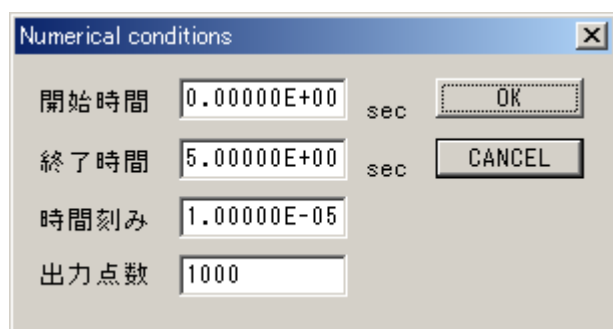 Numerical conditions
開始時間 0.00000E+00 sec OK
終了時間 5.00000E+00 sec CANCEL
時間刻み 1.00000E-05
出力点数 1000